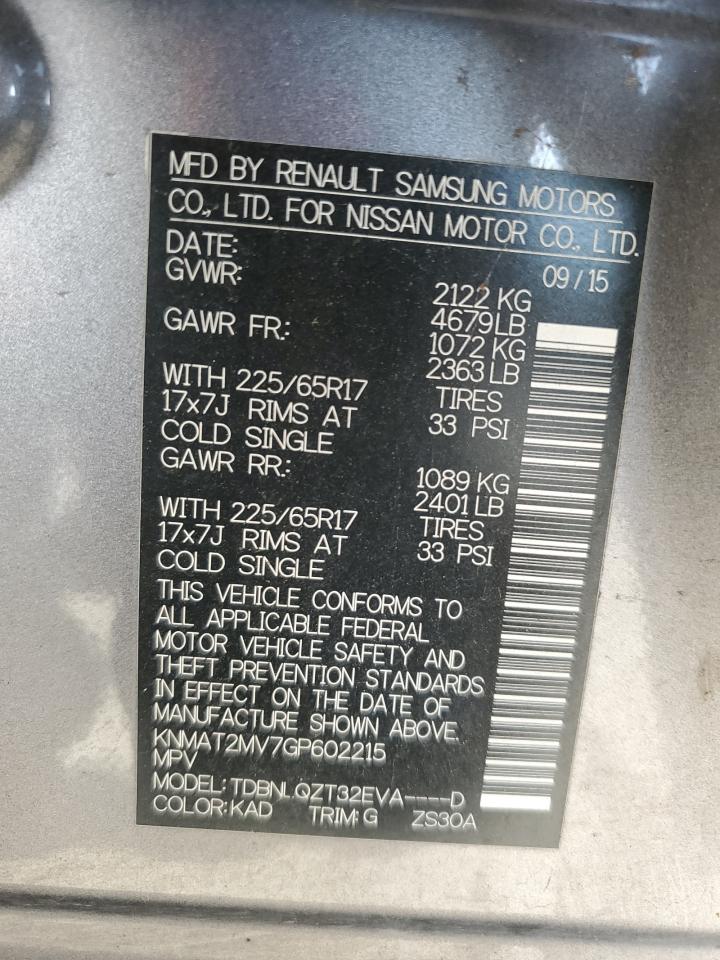 MFD BY RENAULT SAMSUNG MOTORS
CO., LTD. FOR NISSAN MOTOR CO., LTD.
DATE: 09/15
GVWR: 2122 KG
4679 LB
GAWR FR.: 1072 KG
2363 LB
WITH 225/65R17 TIRES
17x7J RIMS AT 33 PSI
COLD SINGLE
GAWR RR.: 1089 KG
2401 LB
WITH 225/65R17 TIRES
17x7J RIMS AT 33 PSI
COLD SINGLE
THIS VEHICLE CONFORMS TO
ALL APPLICABLE FEDERAL
MOTOR VEHICLE SAFETY AND
THEFT PREVENTION STANDARDS
IN EFFECT ON THE DATE OF
MANUFACTURE SHOWN ABOVE.
KNMAT2MV7GP602215
MPV
MODEL: TDBNLQZT32EVA----D
COLOR: KAD TRIM: G ZS30A